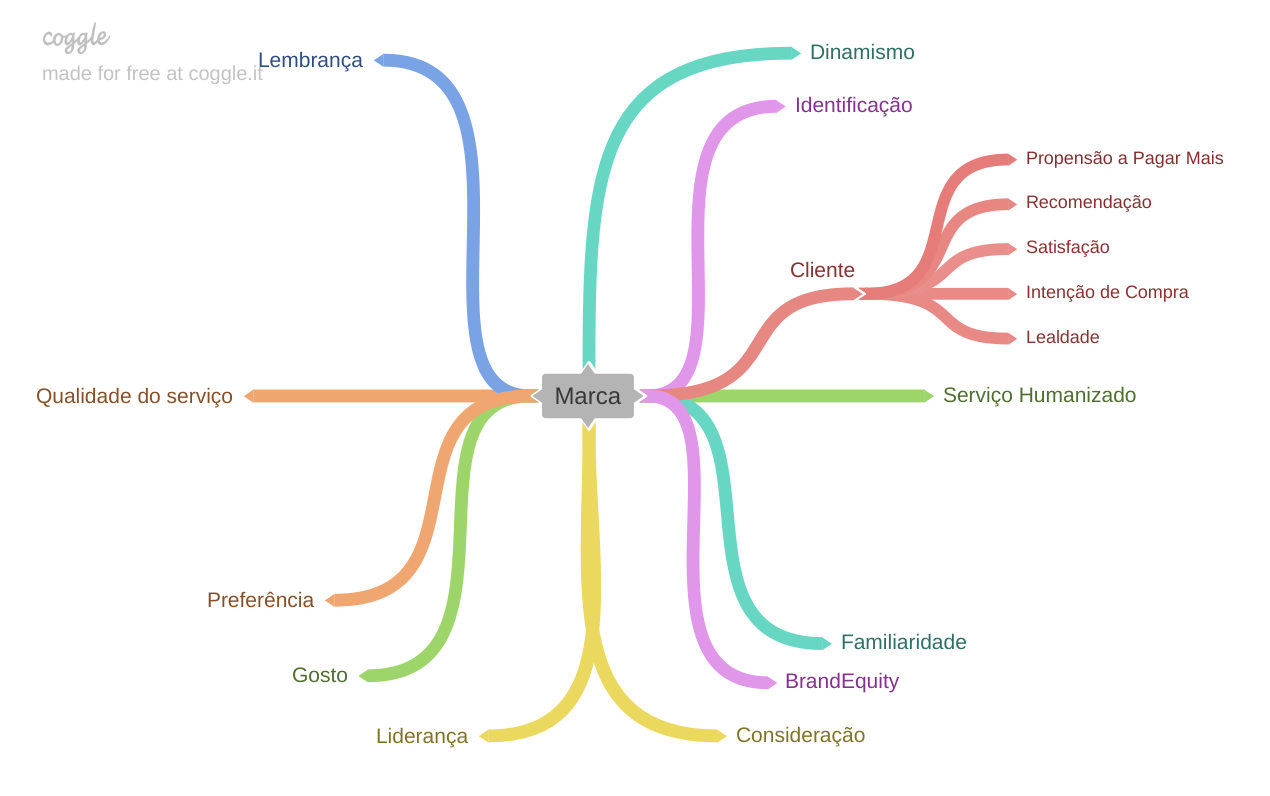 coggle
made for free at coggle.it
Lembrança
Dinamismo
Identificação
Propensão a Pagar Mais
Recomendação
Satisfação
Cliente
Intenção de Compra
Lealdade
Qualidade do serviço
Marca
Serviço Humanizado
Preferência
Familiaridade
Gosto
BrandEquity
Liderança
Consideração